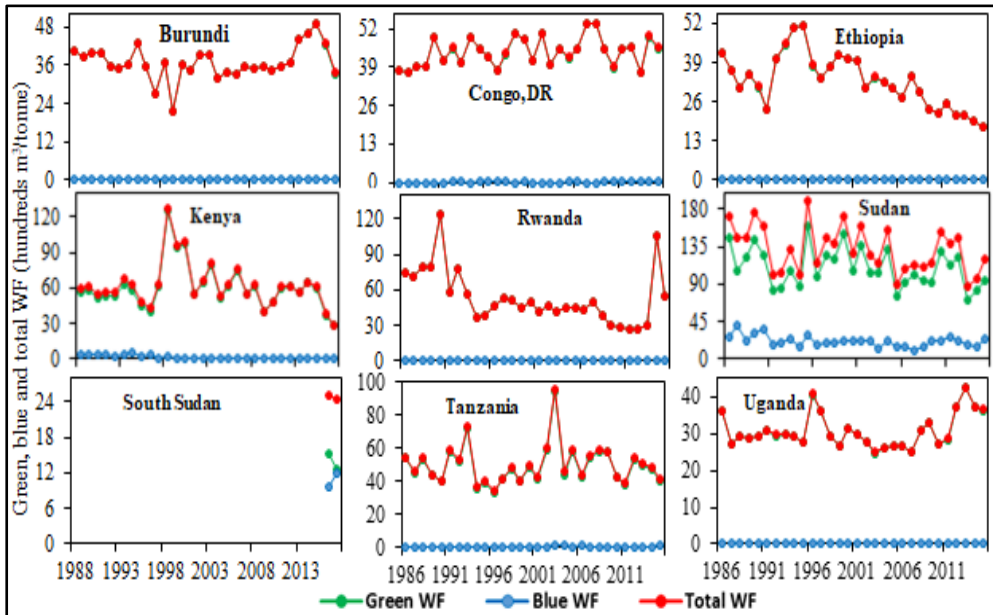 Green, blue and total WF (hundreds m³/tonne)
48 36 24 12 0
Burundi
52 39 26 13 0
Congo,DR
52 39 26 13 0
Ethiopia
120 90 60 30 0
Kenya
120 90 60 30 0
Rwanda
180 135 90 45 0
Sudan
24 18 12 6 0
South Sudan
100 80 60 40 20 0
Tanzania
40 30 20 10 0
Uganda
1988 1993 1998 2003 2008 2013
1986 1991 1996 2001 2006 2011
1986 1991 1996 2001 2006 2011
Green WF Blue WF Total WF